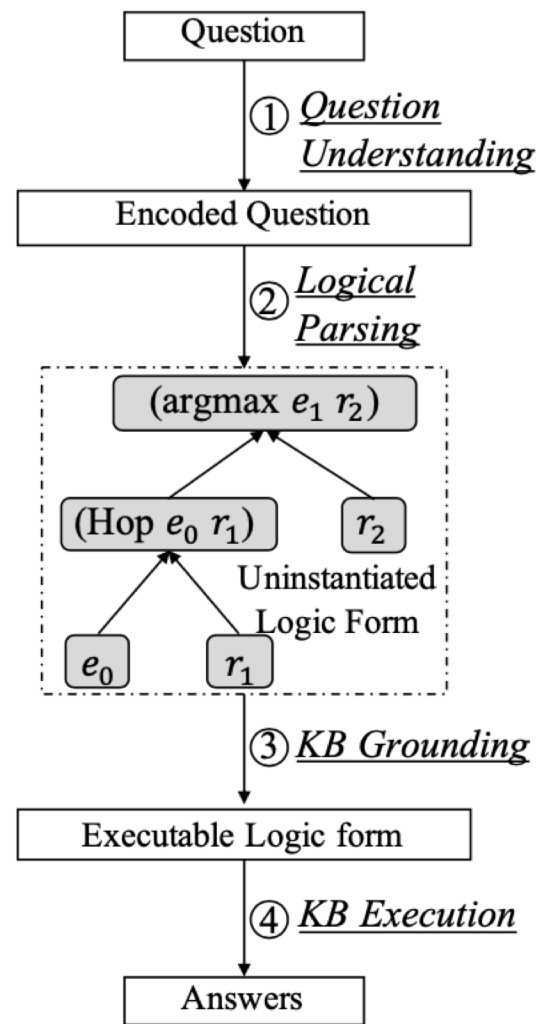 Question
① Question
Understanding
Encoded Question
② Logical
Parsing
(argmax e₁ r₂)
(Hop e₀ r₁)
r₂
Uninstantiated
Logic Form
e₀
r₁
③ KB Grounding
Executable Logic form
④ KB Execution
Answers